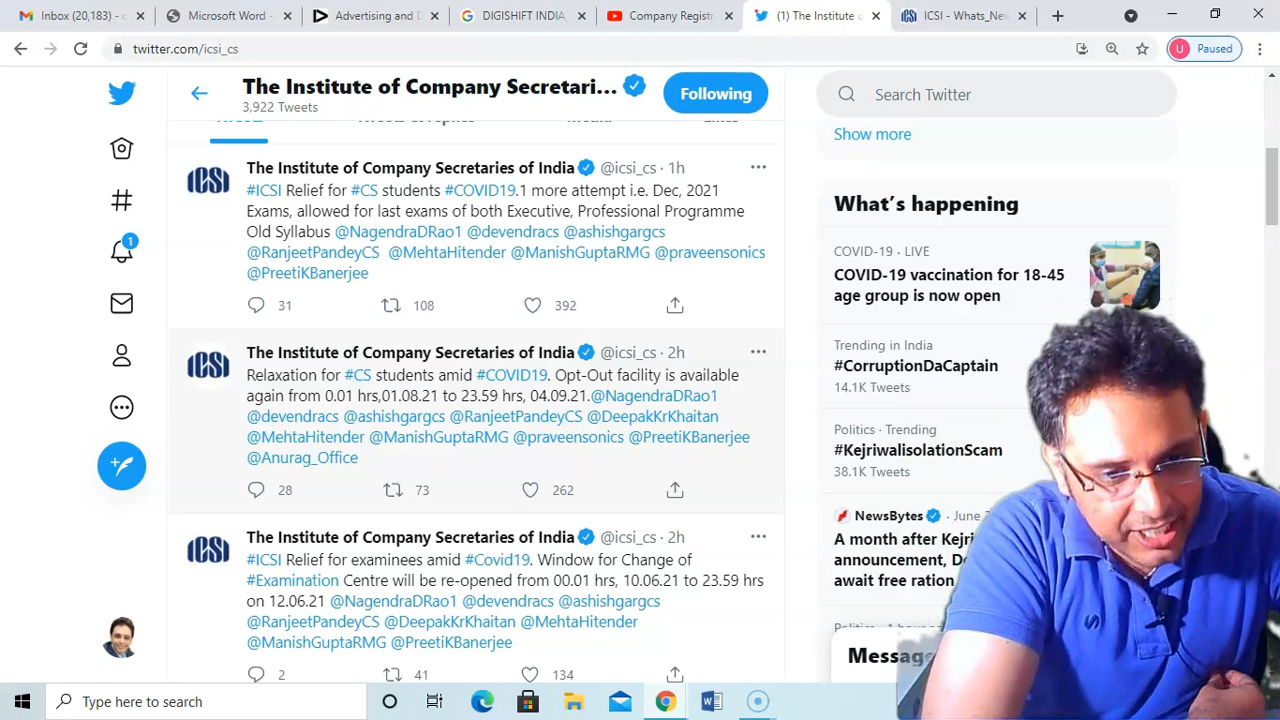 Inbox (20,183) - c
Microsoft Word -
Advertising and D
DIGISHIFT INDIA,
Company Registr
(1) The Institute c
ICSI - Whats_New
twitter.com/icsi_cs
Paused
The Institute of Company Secretari...
3,922 Tweets
Following
Search Twitter
Show more
The Institute of Company Secretaries of India @icsi_cs · 1h
#ICSI Relief for #CS students #COVID19.1 more attempt i.e. Dec, 2021
Exams, allowed for last exams of both Executive, Professional Programme
Old Syllabus @NagendraDRao1 @devendracs @ashishgargcs
@RanjeetPandeyCS @MehtaHitender @ManishGuptaRMG @praveensonics
@PreetiKBanerjee
31 108 392
The Institute of Company Secretaries of India @icsi_cs · 2h
Relaxation for #CS students amid #COVID19. Opt-Out facility is available
again from 0.01 hrs,01.08.21 to 23.59 hrs, 04.09.21.@NagendraDRao1
@devendracs @ashishgargcs @RanjeetPandeyCS @DeepakKrKhaitan
@MehtaHitender @ManishGuptaRMG @praveensonics @PreetiKBanerjee
@Anurag_Office
28 73 262
The Institute of Company Secretaries of India @icsi_cs · 2h
#ICSI Relief for examinees amid #Covid19. Window for Change of
#Examination Centre will be re-opened from 00.01 hrs, 10.06.21 to 23.59 hrs
on 12.06.21 @NagendraDRao1 @devendracs @ashishgargcs
@RanjeetPandeyCS @DeepakKrKhaitan @MehtaHitender
@ManishGuptaRMG @PreetiKBanerjee
2 41 134
What's happening
COVID-19 · LIVE
COVID-19 vaccination for 18-45
age group is now open
Trending in India
#CorruptionDaCaptain
14.1K Tweets
Politics · Trending
#KejriwalisolationScam
38.1K Tweets
NewsBytes · June
A month after Kejri
announcement, De
await free ration
Messag
Type here to search